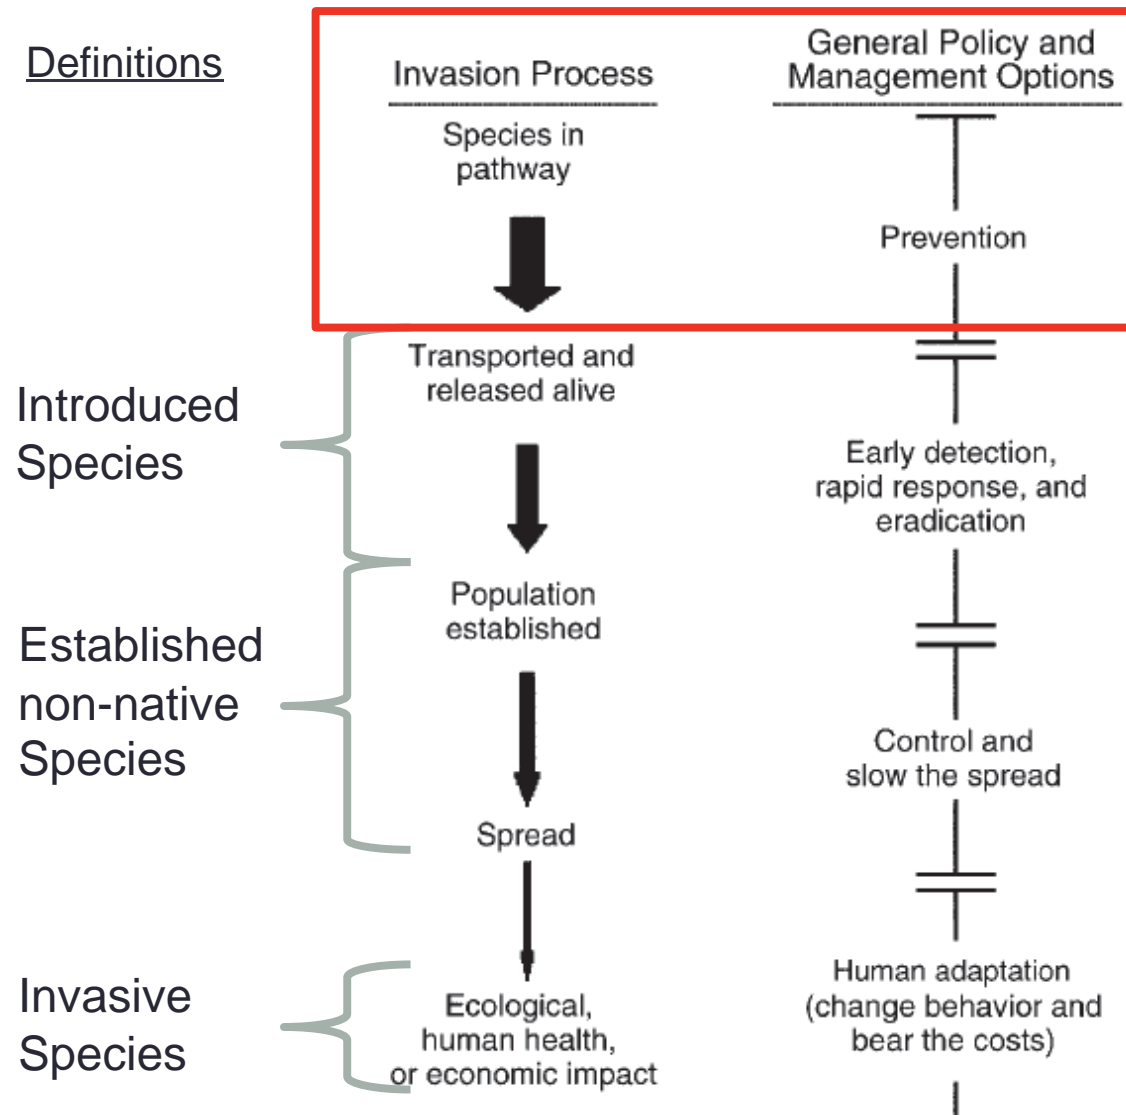 Definitions
Invasion Process
General Policy and
Management Options
Species in
pathway
Prevention
Transported and
released alive
Introduced
Species
Early detection,
rapid response, and
eradication
Population
established
Established
non-native
Species
Control and
slow the spread
Spread
Invasive
Species
Ecological,
human health,
or economic impact
Human adaptation
(change behavior and
bear the costs)